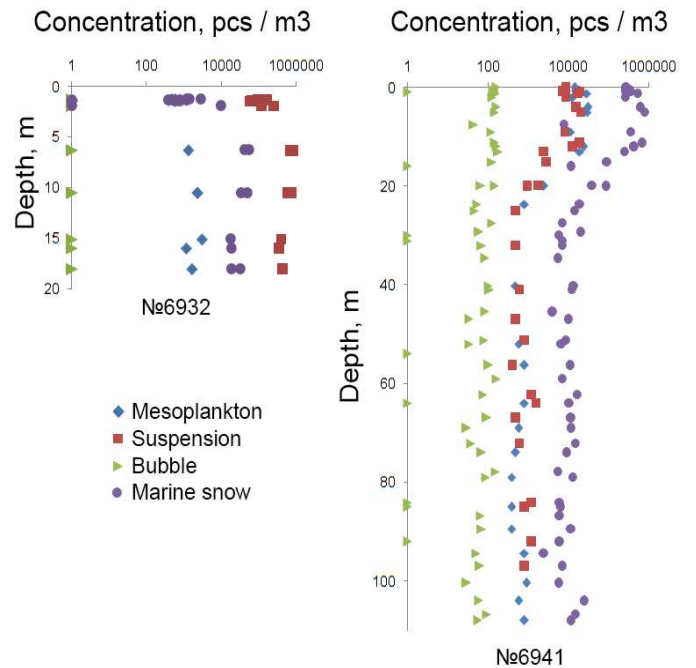 Concentration, pcs / m3
1 100 10000 1000000
0
5
10
15
20
Depth, m
№6932
Mesoplankton
Suspension
Bubble
Marine snow
Concentration, pcs / m3
1 100 10000 1000000
0
20
40
60
80
100
Depth, m
№6941